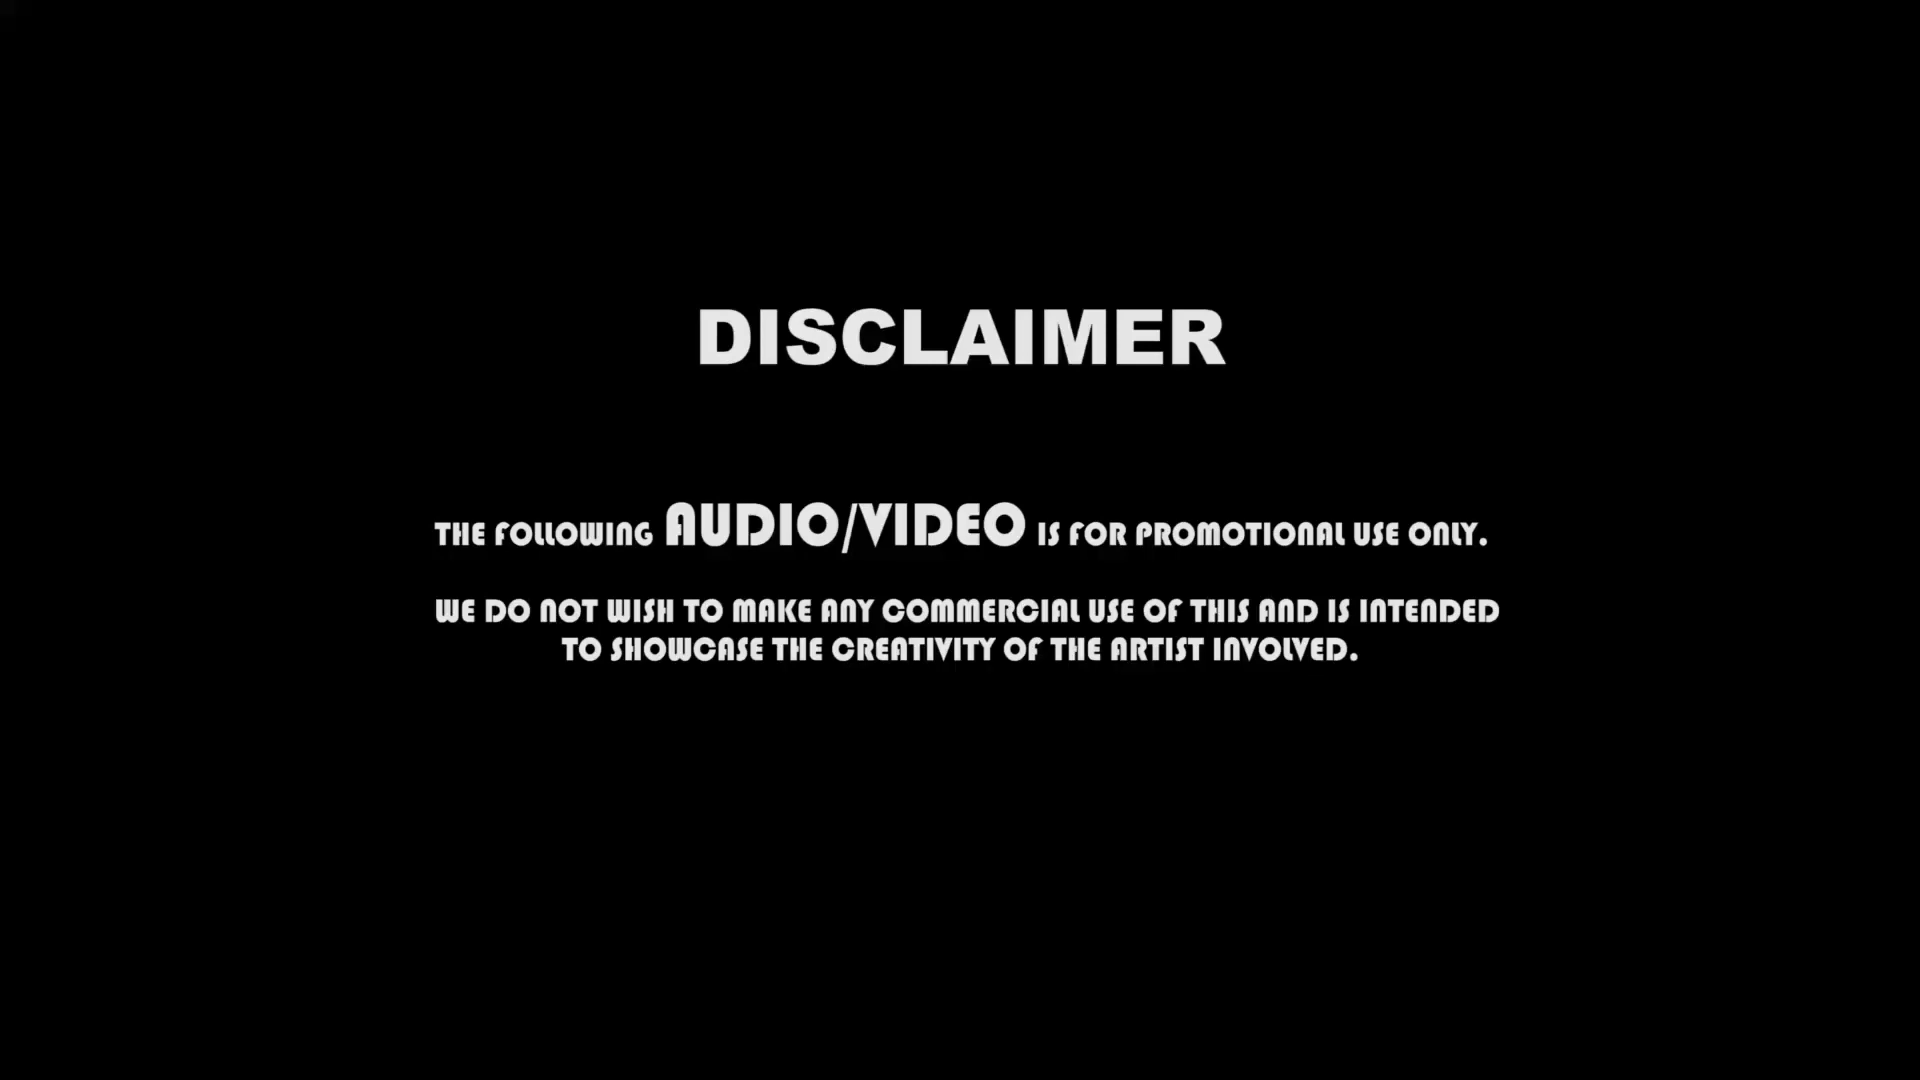 DISCLAIMER
THE FOLLOWING AUDIO/VIDEO IS FOR PROMOTIONAL USE ONLY.
WE DO NOT WISH TO MAKE ANY COMMERCIAL USE OF THIS AND IS INTENDED
TO SHOWCASE THE CREATIVITY OF THE ARTIST INVOLVED.